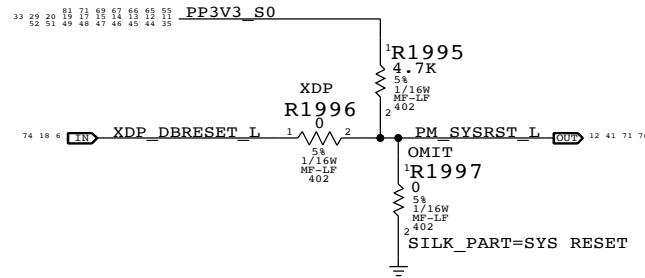 81 71 69 67 66 65 55
33 29 20 19 17 15 14 13 12 11
52 51 49 48 47 46 45 44 35
PP3V3_S0
1
R1995
4.7K
5%
1/16W
MF-LF
402
2
XDP
R1996
0
74 18 6 IN XDP_DBRESET_L 1 2 PM_SYSRST_L OUT 12 41 71
5%
1/16W
MF-LF
402
OMIT
1
R1997
0
5%
1/16W
MF-LF
402
2
SILK_PART=SYS RESET